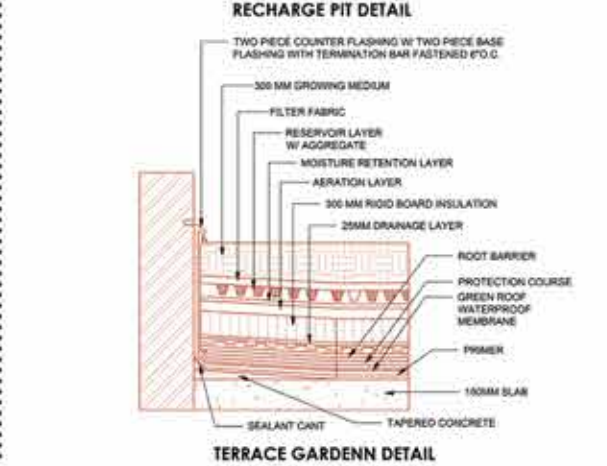 RECHARGE PIT DETAIL
TWO PIECE COUNTER FLASHING W/ TWO PIECE BASE
FLASHING WITH TERMINATION BAR FASTENED 6"O.C.
300 MM GROWING MEDIUM
FILTER FABRIC
RESERVOIR LAYER
W/ AGGREGATE
MOISTURE RETENTION LAYER
AERATION LAYER
300 MM RIGID BOARD INSULATION
25MM DRAINAGE LAYER
ROOT BARRIER
PROTECTION COURSE
GREEN ROOF
WATERPROOF
MEMBRANE
PRIMER
150MM SLAB
TAPERED CONCRETE
SEALANT CANT
TERRACE GARDENN DETAIL